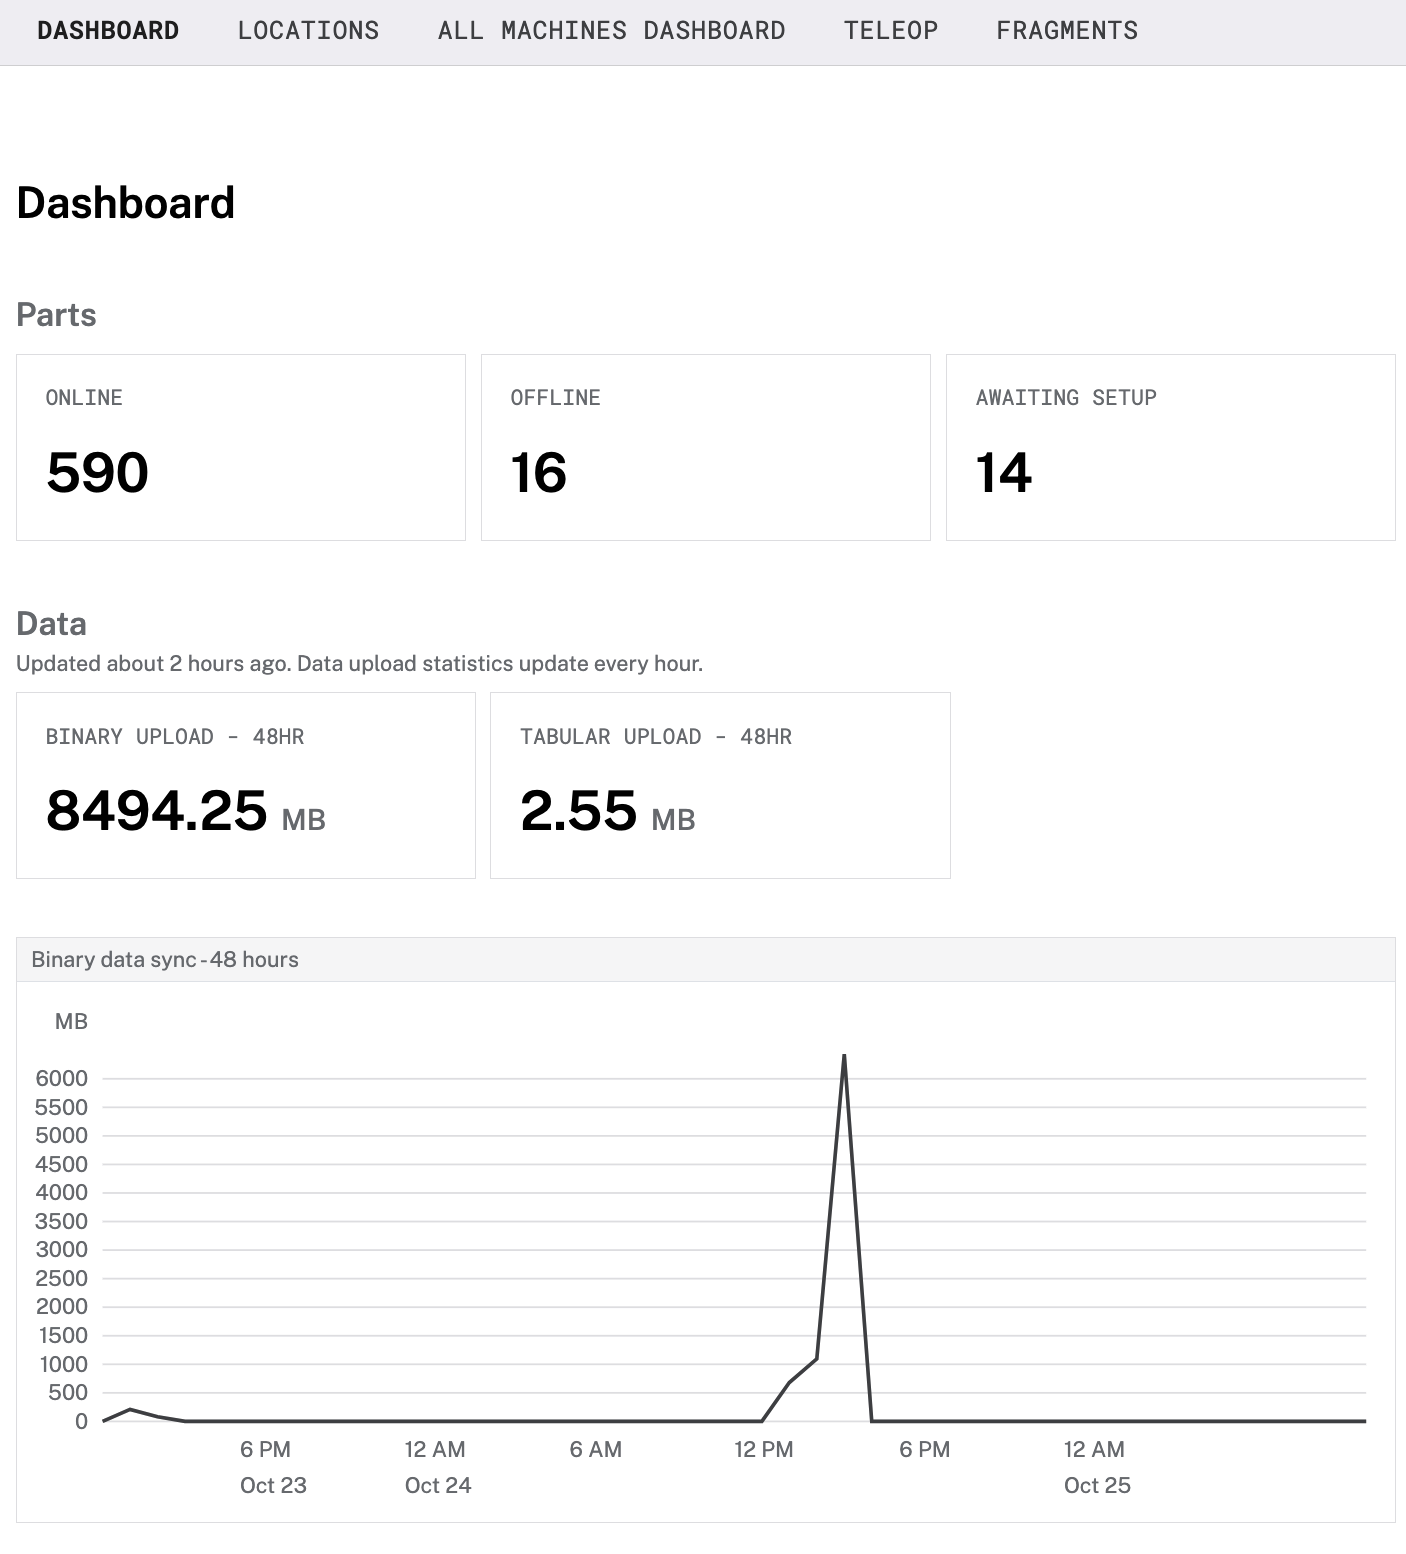 DASHBOARD LOCATIONS ALL MACHINES DASHBOARD TELEOP FRAGMENTS
Dashboard
Parts
ONLINE OFFLINE AWAITING SETUP
590 16 14
Data
Updated about 2 hours ago. Data upload statistics update every hour.
BINARY UPLOAD - 48HR TABULAR UPLOAD - 48HR
8494.25 MB 2.55 MB
Binary data sync - 48 hours
MB
6000
5500
5000
4500
4000
3500
3000
2500
2000
1500
1000
500
0
6 PM 12 AM 6 AM 12 PM 6 PM 12 AM
Oct 23 Oct 24 Oct 25